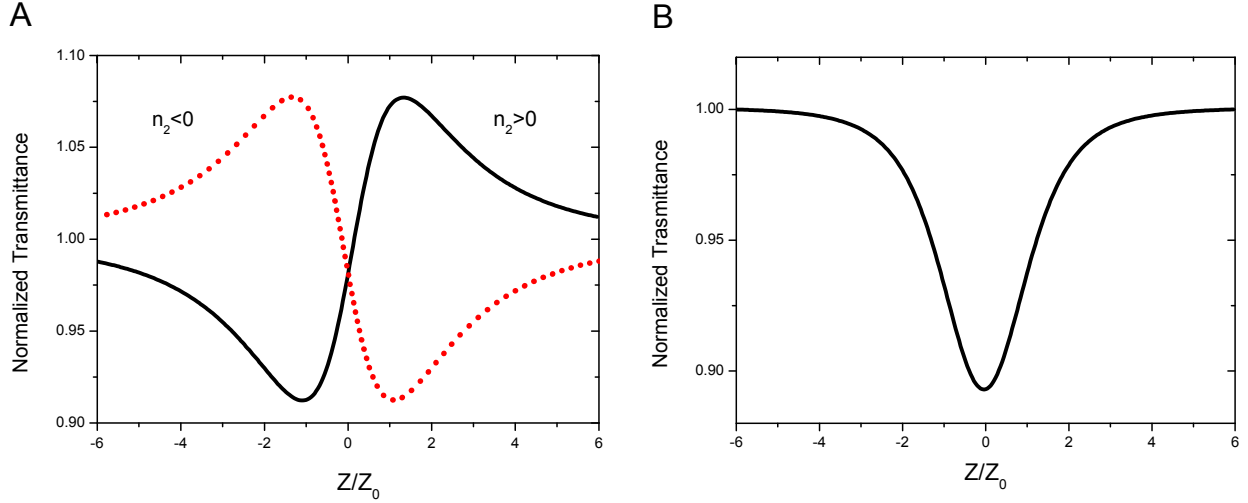 A
Normalized Transmittance
1.10
1.05
1.00
0.95
0.90
n2<0
n2>0
-6 -4 -2 0 2 4 6
Z/Z0
B
Normalized Trasmittance
1.00
0.95
0.90
-6 -4 -2 0 2 4 6
Z/Z0